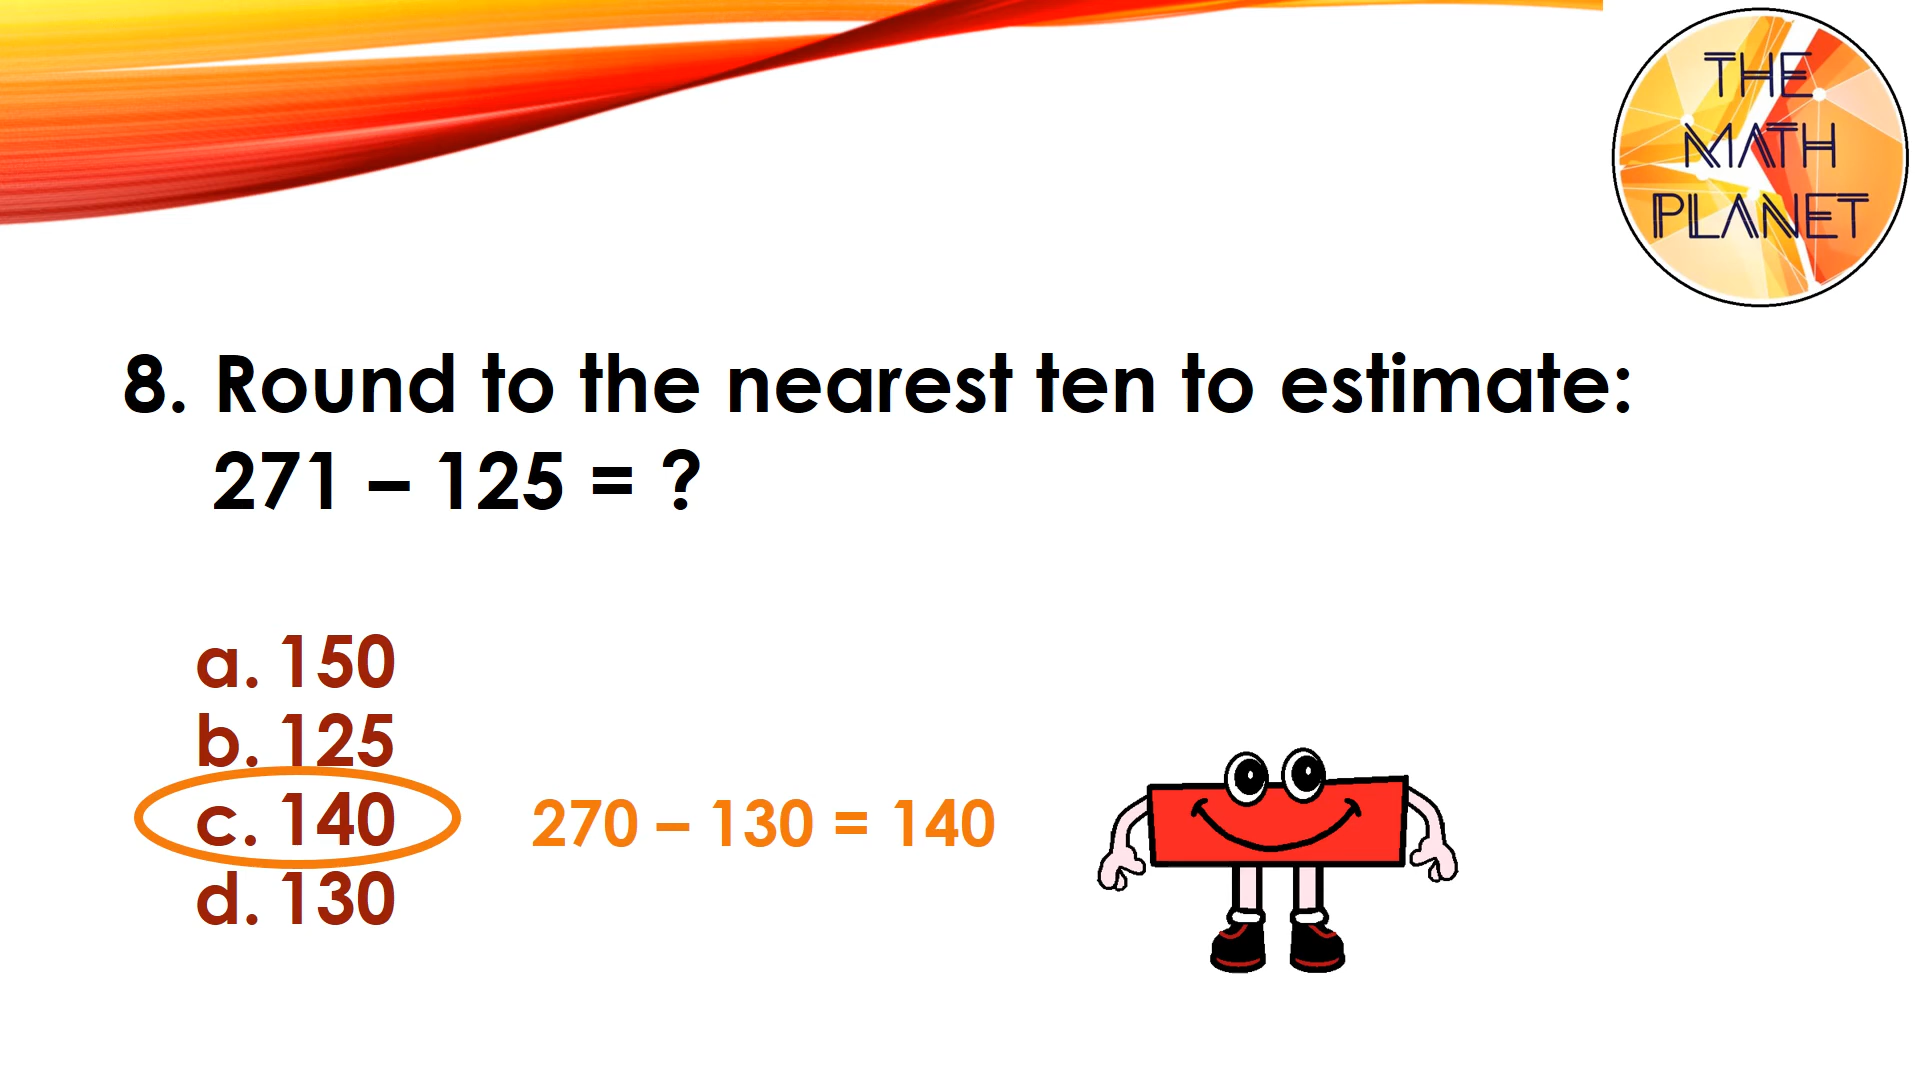 THE
MATH
PLANET
8. Round to the nearest ten to estimate:
271 – 125 = ?
a. 150
b. 125
c. 140
270 – 130 = 140
d. 130